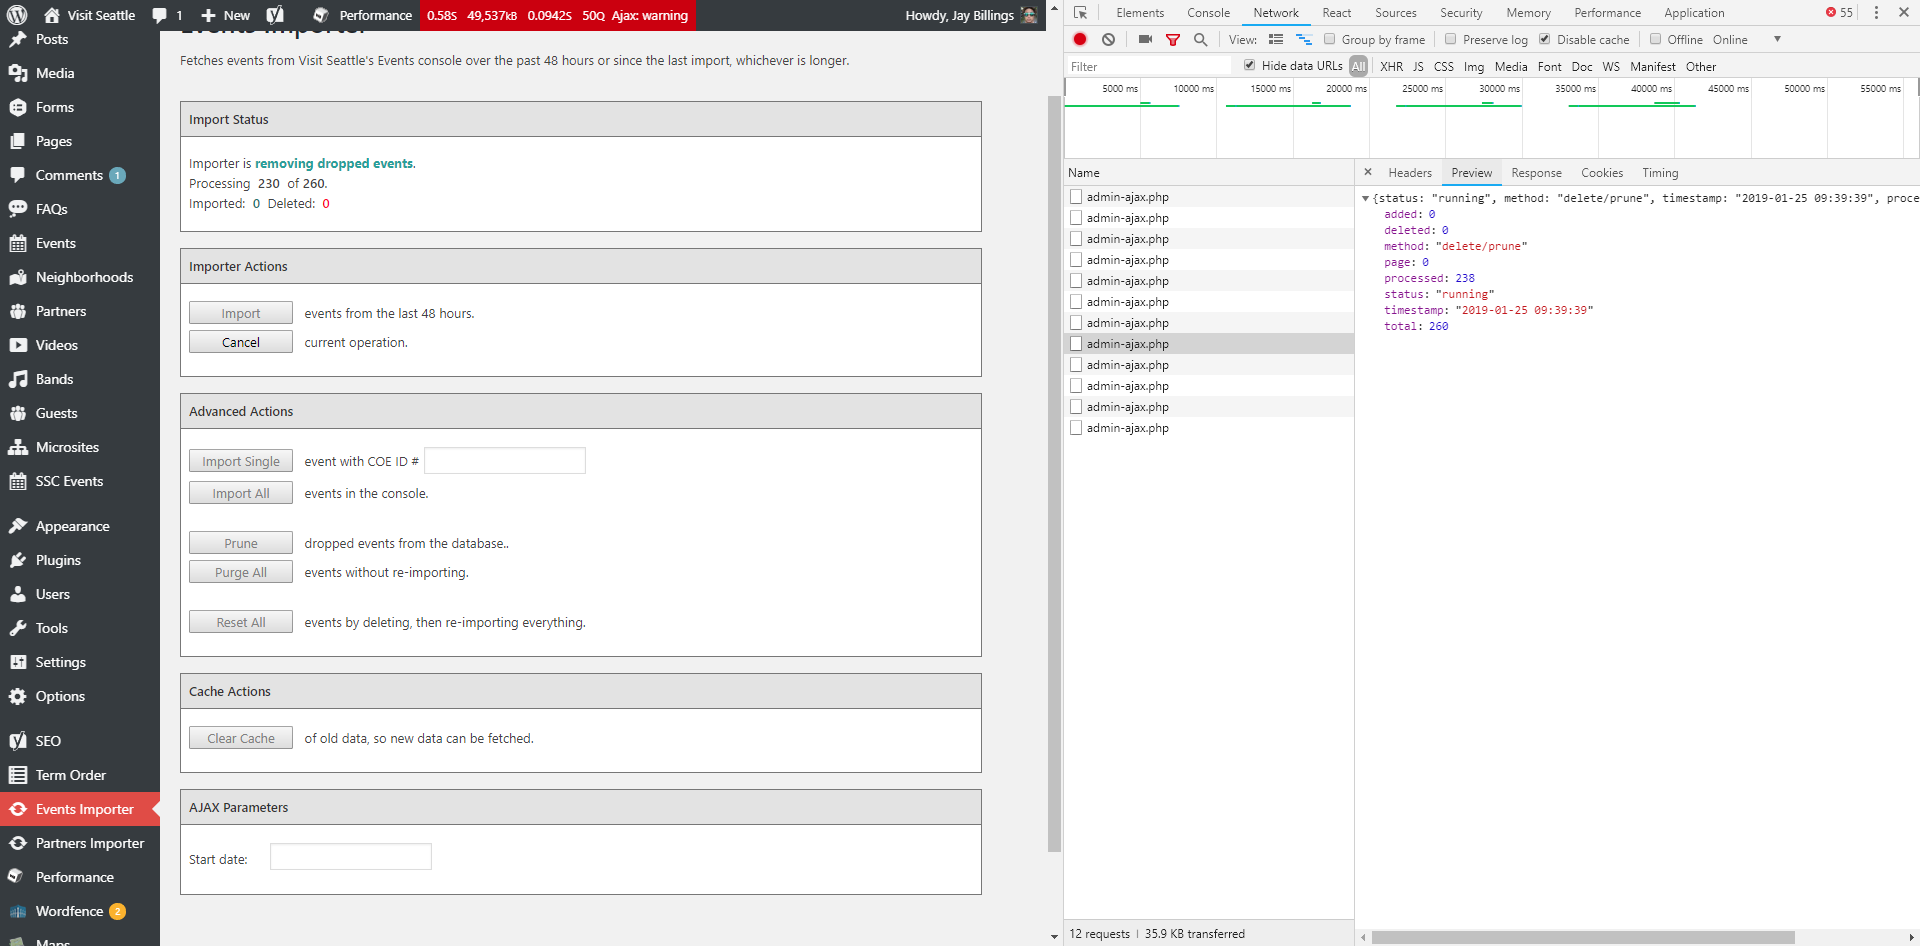 Visit Seattle
1
New
Performance
0.58S 49,537KB 0.0942S 50Q Ajax: warning
Howdy, Jay Billings
Posts
Media
Forms
Pages
Comments 1
FAQs
Events
Neighborhoods
Partners
Videos
Bands
Guests
Microsites
SSC Events
Appearance
Plugins
Users
Tools
Settings
Options
SEO
Term Order
Events Importer
Partners Importer
Performance
Wordfence 2
Maps
Events Importer
Fetches events from Visit Seattle's Events console over the past 48 hours or since the last import, whichever is longer.
Import Status
Importer is removing dropped events.
Processing 230 of 260.
Imported: 0 Deleted: 0
Importer Actions
Import events from the last 48 hours.
Cancel current operation.
Advanced Actions
Import Single event with COE ID #
Import All events in the console.
Prune dropped events from the database..
Purge All events without re-importing.
Reset All events by deleting, then re-importing everything.
Cache Actions
Clear Cache of old data, so new data can be fetched.
AJAX Parameters
Start date:
Elements Console Network React Sources Security Memory Performance Application 55
View: Group by frame Preserve log Disable cache Offline Online
Filter Hide data URLs All XHR JS CSS Img Media Font Doc WS Manifest Other
5000 ms 10000 ms 15000 ms 20000 ms 25000 ms 30000 ms 35000 ms 40000 ms 45000 ms 50000 ms 55000 ms
Name
admin-ajax.php
admin-ajax.php
admin-ajax.php
admin-ajax.php
admin-ajax.php
admin-ajax.php
admin-ajax.php
admin-ajax.php
admin-ajax.php
admin-ajax.php
admin-ajax.php
admin-ajax.php
12 requests | 35.9 KB transferred
Headers Preview Response Cookies Timing
{status: "running", method: "delete/prune", timestamp: "2019-01-25 09:39:39", proce
added: 0
deleted: 0
method: "delete/prune"
page: 0
processed: 238
status: "running"
timestamp: "2019-01-25 09:39:39"
total: 260